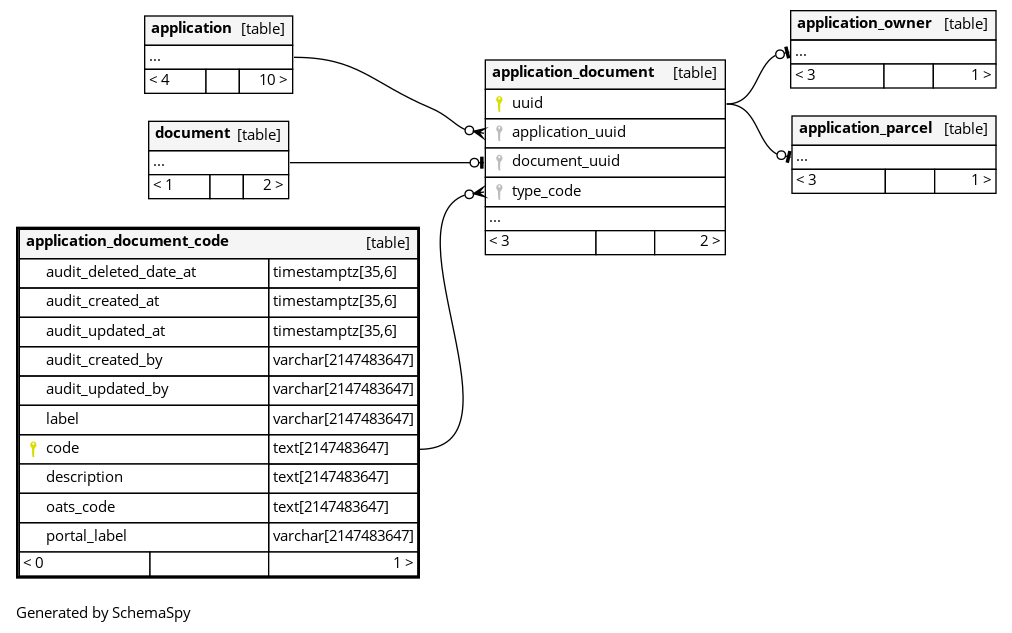 application [table]
...
< 4 10 >
document [table]
...
< 1 2 >
application_document_code [table]
audit_deleted_date_at timestamptz[35,6]
audit_created_at timestamptz[35,6]
audit_updated_at timestamptz[35,6]
audit_created_by varchar[2147483647]
audit_updated_by varchar[2147483647]
label varchar[2147483647]
code text[2147483647]
description text[2147483647]
oats_code text[2147483647]
portal_label varchar[2147483647]
< 0 1 >
application_document [table]
uuid
application_uuid
document_uuid
type_code
...
< 3 2 >
application_owner [table]
...
< 3 1 >
application_parcel [table]
...
< 3 1 >
Generated by SchemaSpy